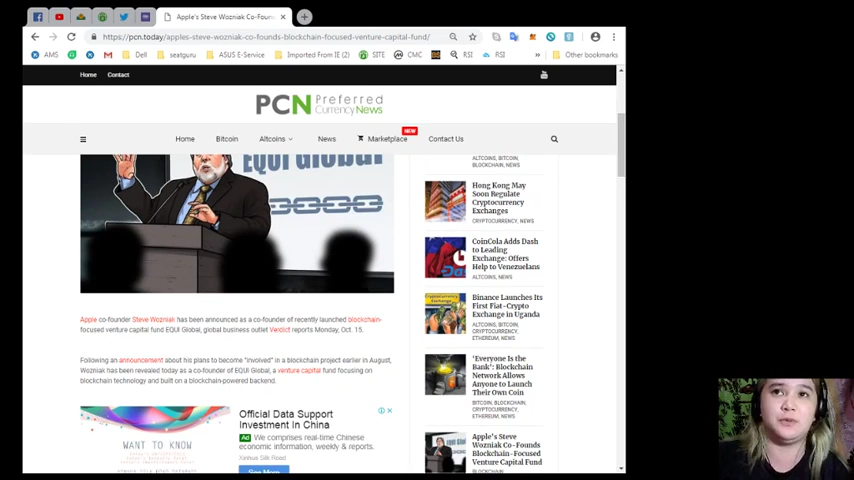 Apple's Steve Wozniak Co-Foun
https://pcn.today/apples-steve-wozniak-co-founds-blockchain-focused-venture-capital-fund/
AMS
Dell
seatguru
ASUS E-Service
Imported From IE (2)
SITE
CMC
RSI
RSI
Other bookmarks
Home Contact
PCN Preferred
CurrencyNews
NEW
Home Bitcoin Altcoins News Marketplace Contact Us
EQUI Global
ALTCOINS, BITCOIN,
BLOCKCHAIN, NEWS
Hong Kong May
Soon Regulate
Cryptocurrency
Exchanges
CRYPTOCURRENCY, NEWS
CoinCola Adds Dash
to Leading
Exchange: Offers
Help to Venezuelans
ALTCOINS, NEWS
Binance Launches Its
First Fiat-Crypto
Exchange in Uganda
ALTCOINS, BITCOIN,
CRYPTOCURRENCY,
ETHEREUM, NEWS
'Everyone Is the
Bank': Blockchain
Network Allows
Anyone to Launch
Their Own Coin
BITCOIN, BLOCKCHAIN,
CRYPTOCURRENCY,
ETHEREUM, NEWS
Apple's Steve
Wozniak Co-Founds
Blockchain-Focused
Venture Capital Fund
Apple co-founder Steve Wozniak has been announced as a co-founder of recently launched blockchain-
focused venture capital fund EQUI Global, global business outlet Verdict reports Monday, Oct. 15.
Following an announcement about his plans to become "involved" in a blockchain project earlier in August,
Wozniak has been revealed today as a co-founder of EQUI Global, a venture capital fund focusing on
blockchain technology and built on a blockchain-powered backend.
WANT TO
KNOW
Official Data Support
Investment in China
Ad We comprises real-time Chinese
economic information, weekly & reports.
Xinhua Silk Road
See More